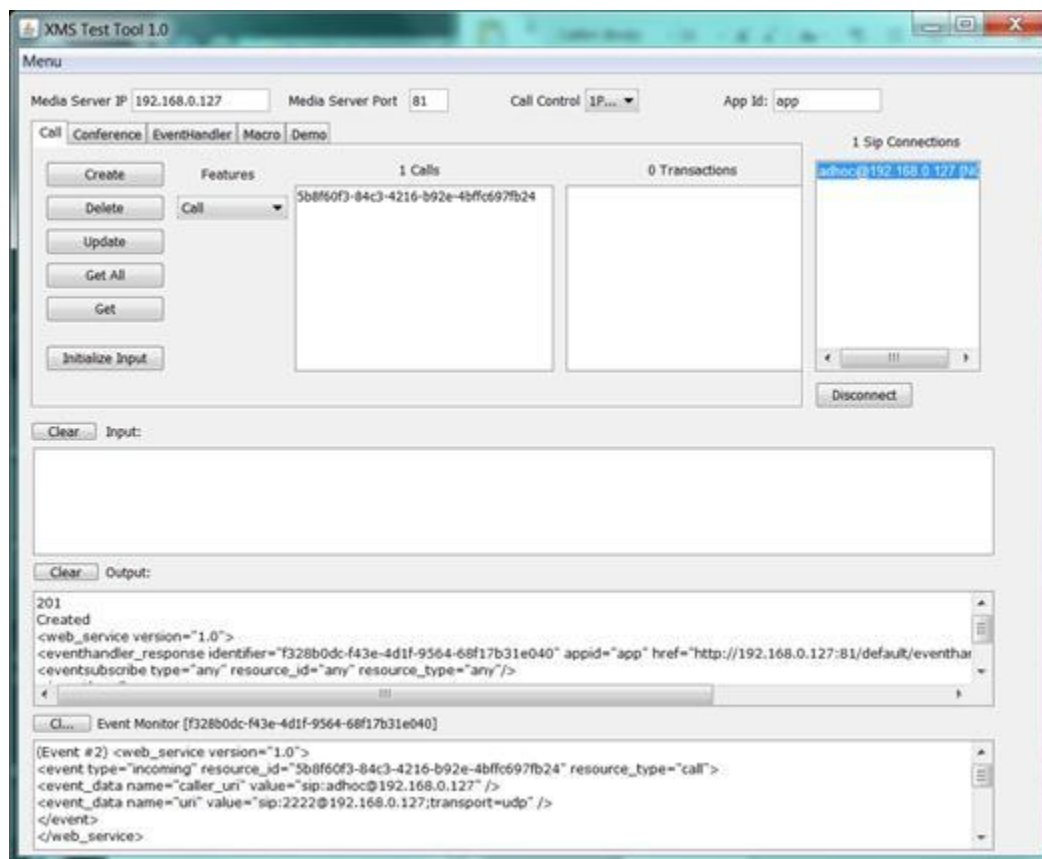 XMS Test Tool 1.0
Menu
Media Server IP 192.168.0.127 Media Server Port 81 Call Control 1P... App Id: app
Call Conference EventHandler Macro Demo
1 Sip Connections
Create Features 1 Calls 0 Transactions
adhoc@192.168.0.127 [NO
5b8f60f3-84c3-4216-b92e-4bffc697fb24
Delete Call
Update
Get All
Get
Initialize Input
Disconnect
Clear Input:
Clear Output:
201
Created
<web_service version="1.0">
<eventhandler_response identifier="f328b0dc-f43e-4d1f-9564-68f17b31e040" appid="app" href="http://192.168.0.127:81/default/eventhar
<eventsubscribe type="any" resource_id="any" resource_type="any"/>
Cl... Event Monitor [f328b0dc-f43e-4d1f-9564-68f17b31e040]
(Event #2) <web_service version="1.0">
<event type="incoming" resource_id="5b8f60f3-84c3-4216-b92e-4bffc697fb24" resource_type="call">
<event_data name="caller_uri" value="sip:adhoc@192.168.0.127" />
<event_data name="uri" value="sip:2222@192.168.0.127;transport=udp" />
</event>
</web_service>